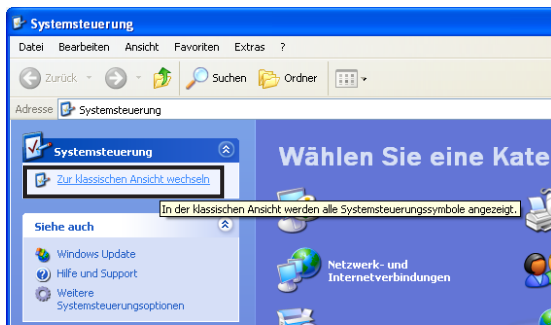 Systemsteuerung
Datei Bearbeiten Ansicht Favoriten Extras ?
Zurück Suchen Ordner
Adresse Systemsteuerung
Systemsteuerung
Zur klassischen Ansicht wechseln
In der klassischen Ansicht werden alle Systemsteuerungssymbole angezeigt.
Siehe auch
Windows Update
Hilfe und Support
Weitere
Systemsteuerungsoptionen
Wählen Sie eine Kate
Netzwerk- und
Internetverbindungen